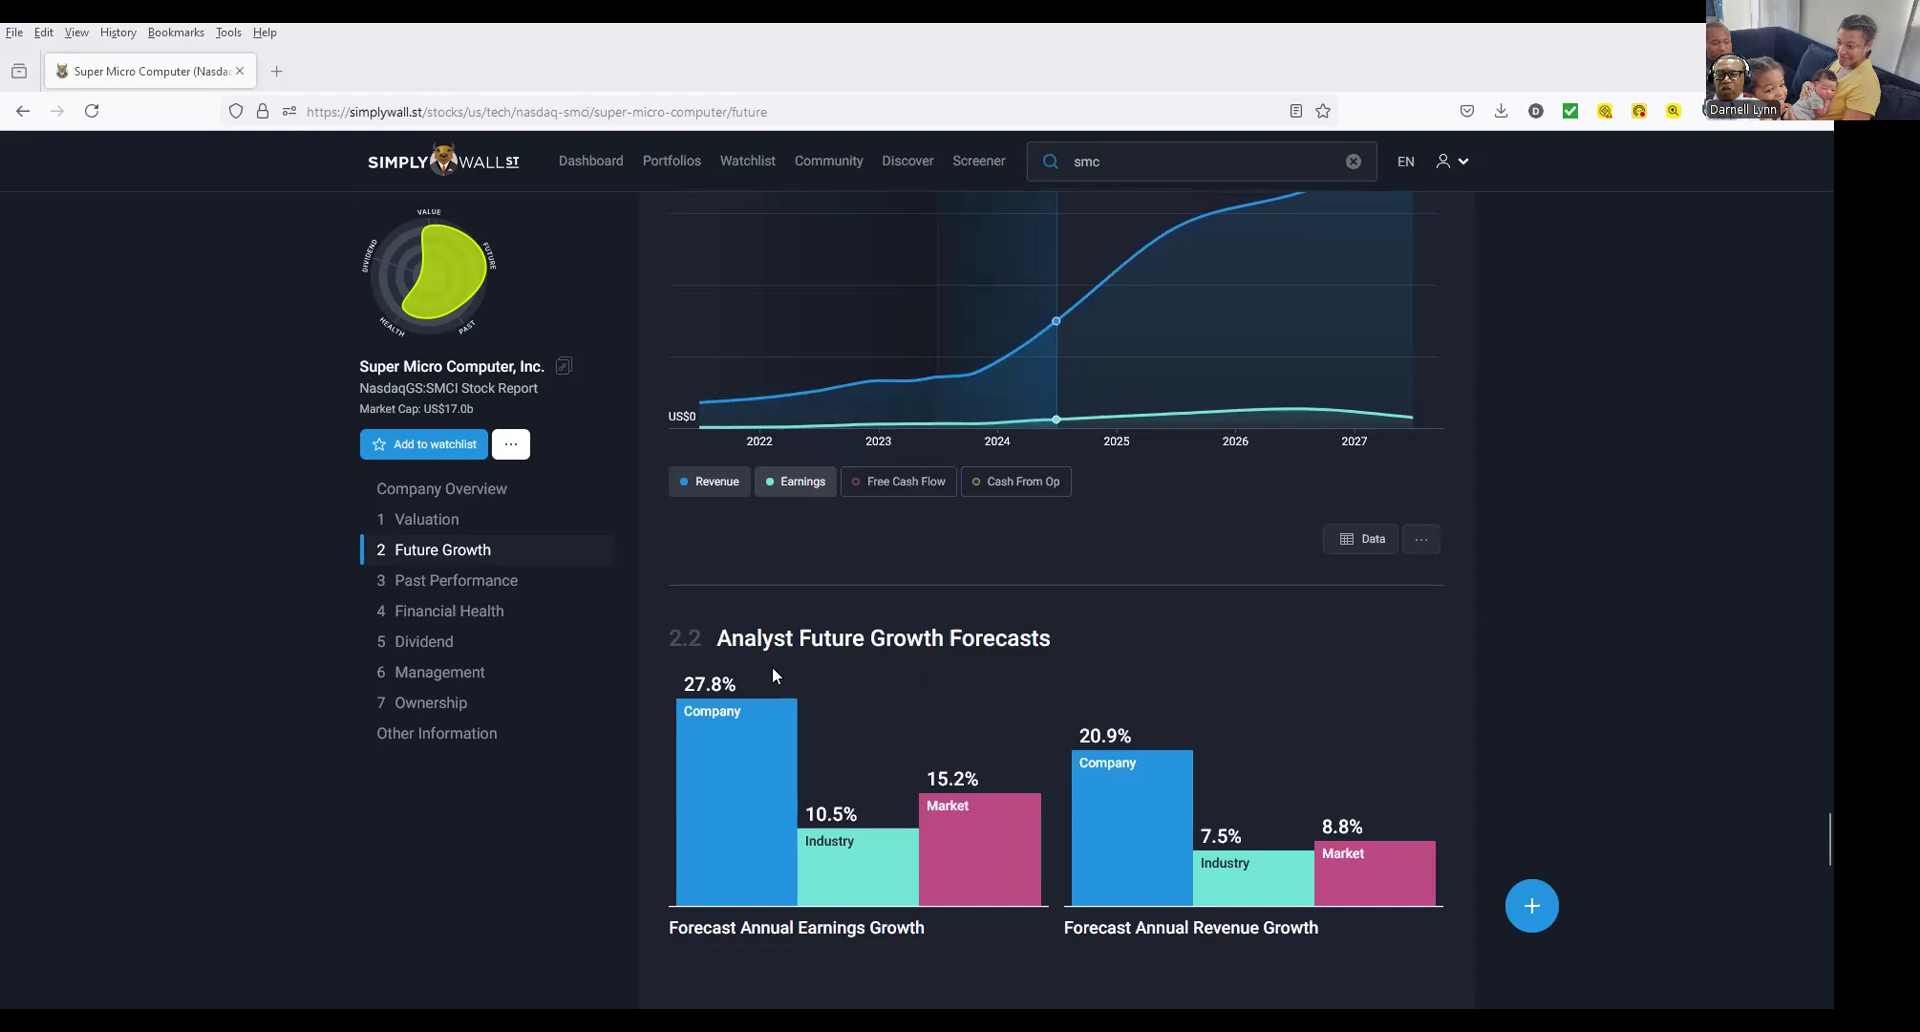 File Edit View History Bookmarks Tools Help
Super Micro Computer (Nasda
https://simplywall.st/stocks/us/tech/nasdaq-smci/super-micro-computer/future
Darnell Lynn
SIMPLY WALL ST
Dashboard Portfolios Watchlist Community Discover Screener
smc
EN
VALUE
FUTURE
PAST
HEALTH
DIVIDEND
Super Micro Computer, Inc.
NasdaqGS:SMCI Stock Report
Market Cap: US$17.0b
Add to watchlist
...
Company Overview
1 Valuation
2 Future Growth
3 Past Performance
4 Financial Health
5 Dividend
6 Management
7 Ownership
Other Information
US$0
2022 2023 2024 2025 2026 2027
Revenue Earnings Free Cash Flow Cash From Op
Data ...
2.2 Analyst Future Growth Forecasts
27.8%
Company
10.5%
Industry
15.2%
Market
Forecast Annual Earnings Growth
20.9%
Company
7.5%
Industry
8.8%
Market
Forecast Annual Revenue Growth